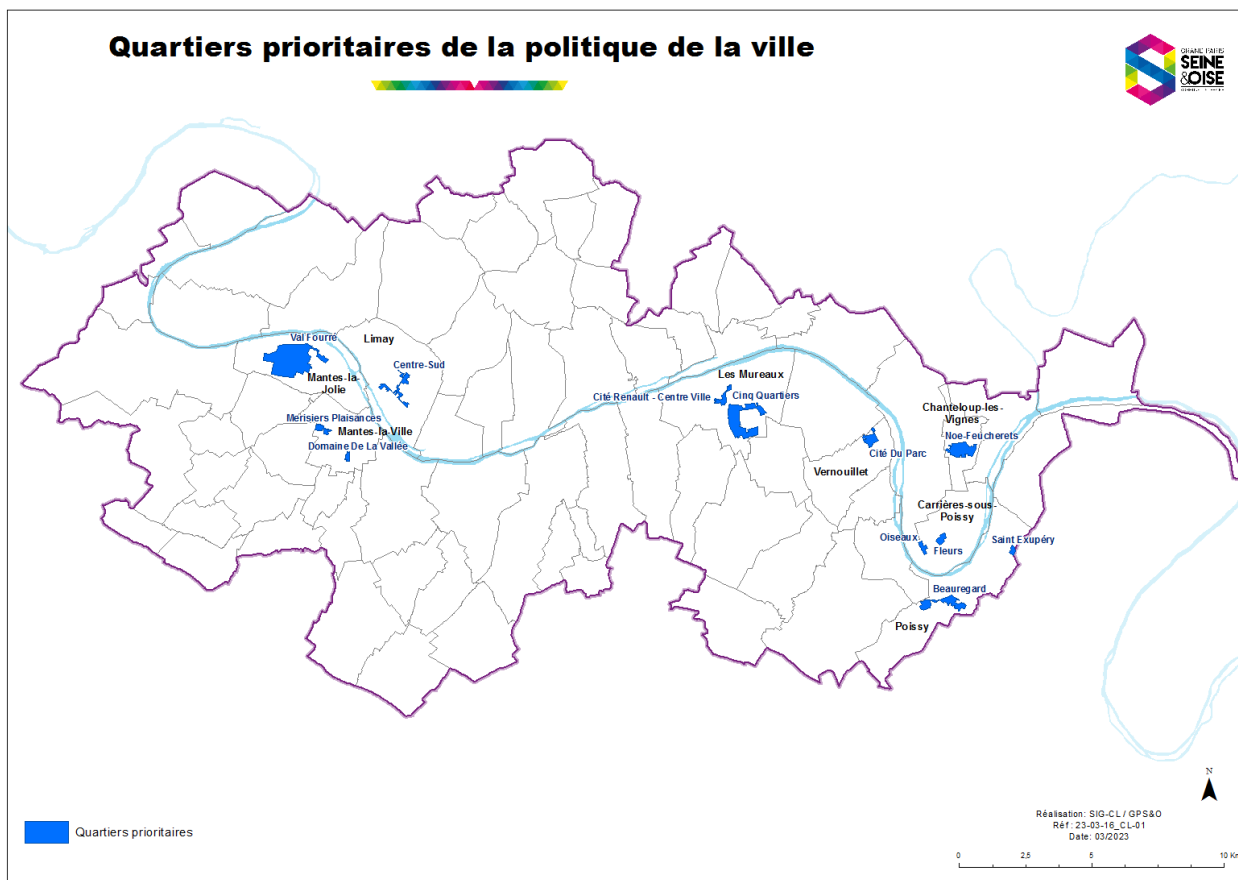 Quartiers prioritaires de la politique de la ville
GRAND PARIS
SEINE
&OISE
Val Fourré
Limay
Centre-Sud
Mantes-la-
Jolie
Mérisiers Plaisances
Mantes-la-Ville
Domaine De La Vallée
Les Mureaux
Cité Renault - Centre Ville
Cinq Quartiers
Chanteloup-les-
Vignes
Noe-Feucherets
Cité Du Parc
Vernouillet
Carrières-sous-
Poissy
Oiseaux
Fleurs
Saint Exupéry
Beauregard
Poissy
N
Quartiers prioritaires
Réalisation: SIG-CL / GPS&O
Réf : 23-03-16_CL-01
Date: 03/2023
0 2,5 5 10 Km